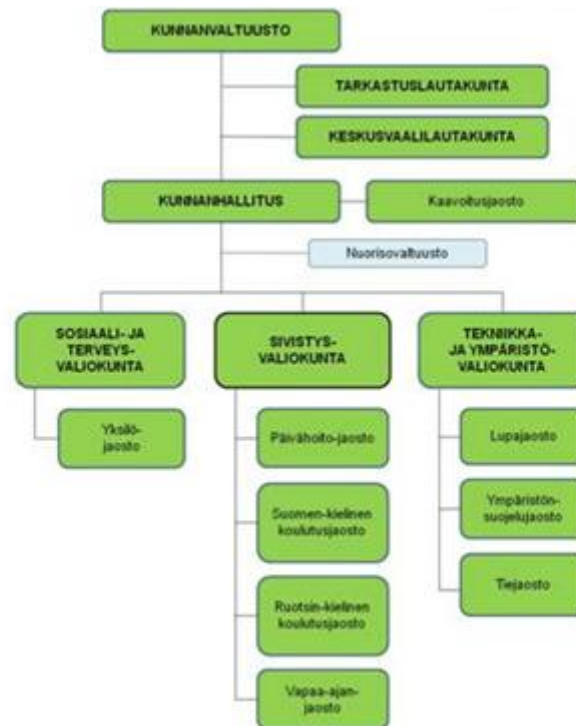 KUNNANVALTUUSTO
TARKASTUSLAUTAKUNTA
KESKUSVAALILAUTAKUNTA
KUNNANHALLITUS
Kaavoitusjaosto
Nuorisovaltuusto
SOSIAALI- JA
TERVEYS-
VALIOKUNTA
Yksilö-
jaosto
SIVISTYS-
VALIOKUNTA
Päivähoito-jaosto
Suomen-kielinen
koulutusjaosto
Ruotsin-kielinen
koulutusjaosto
Vapaa-ajan-
jaosto
TEKNIIKKA-
JA YMPÄRISTÖ-
VALIOKUNTA
Lupajaosto
Ympäristön-
suojelujaosto
Tiejaosto